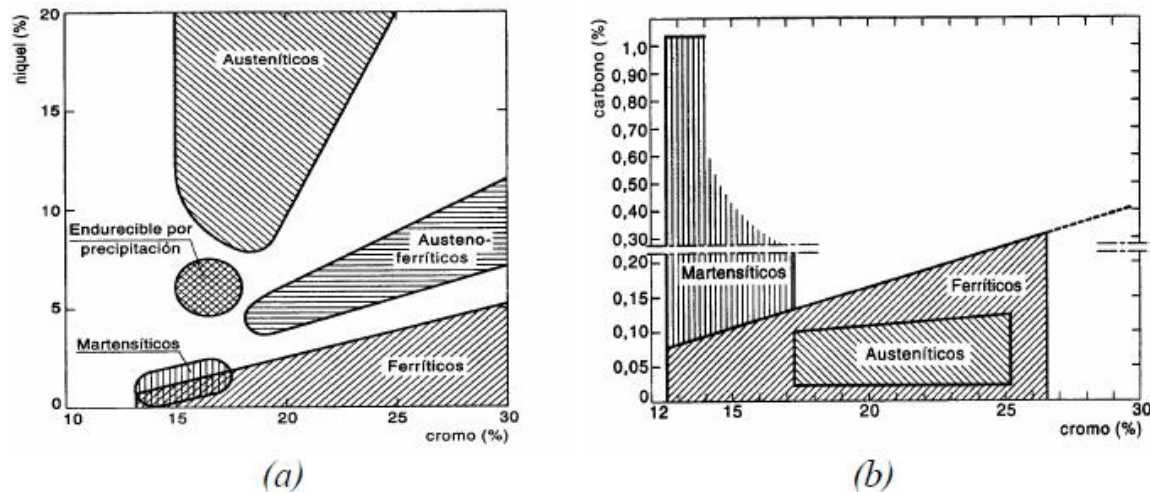 niquel (%)
20
15
10
5
0
Austeníticos
Endurecible por
precipitación
Austeno-
ferríticos
Martensíticos
Ferríticos
10
15
20
25
30
cromo (%)
(a)
carbono (%)
1,0
0,90
0,80
0,70
0,60
0,50
0,40
0,30
0,20
0,15
0,10
0,05
0
Martensíticos
Ferríticos
Austeníticos
12
15
20
25
30
cromo (%)
(b)